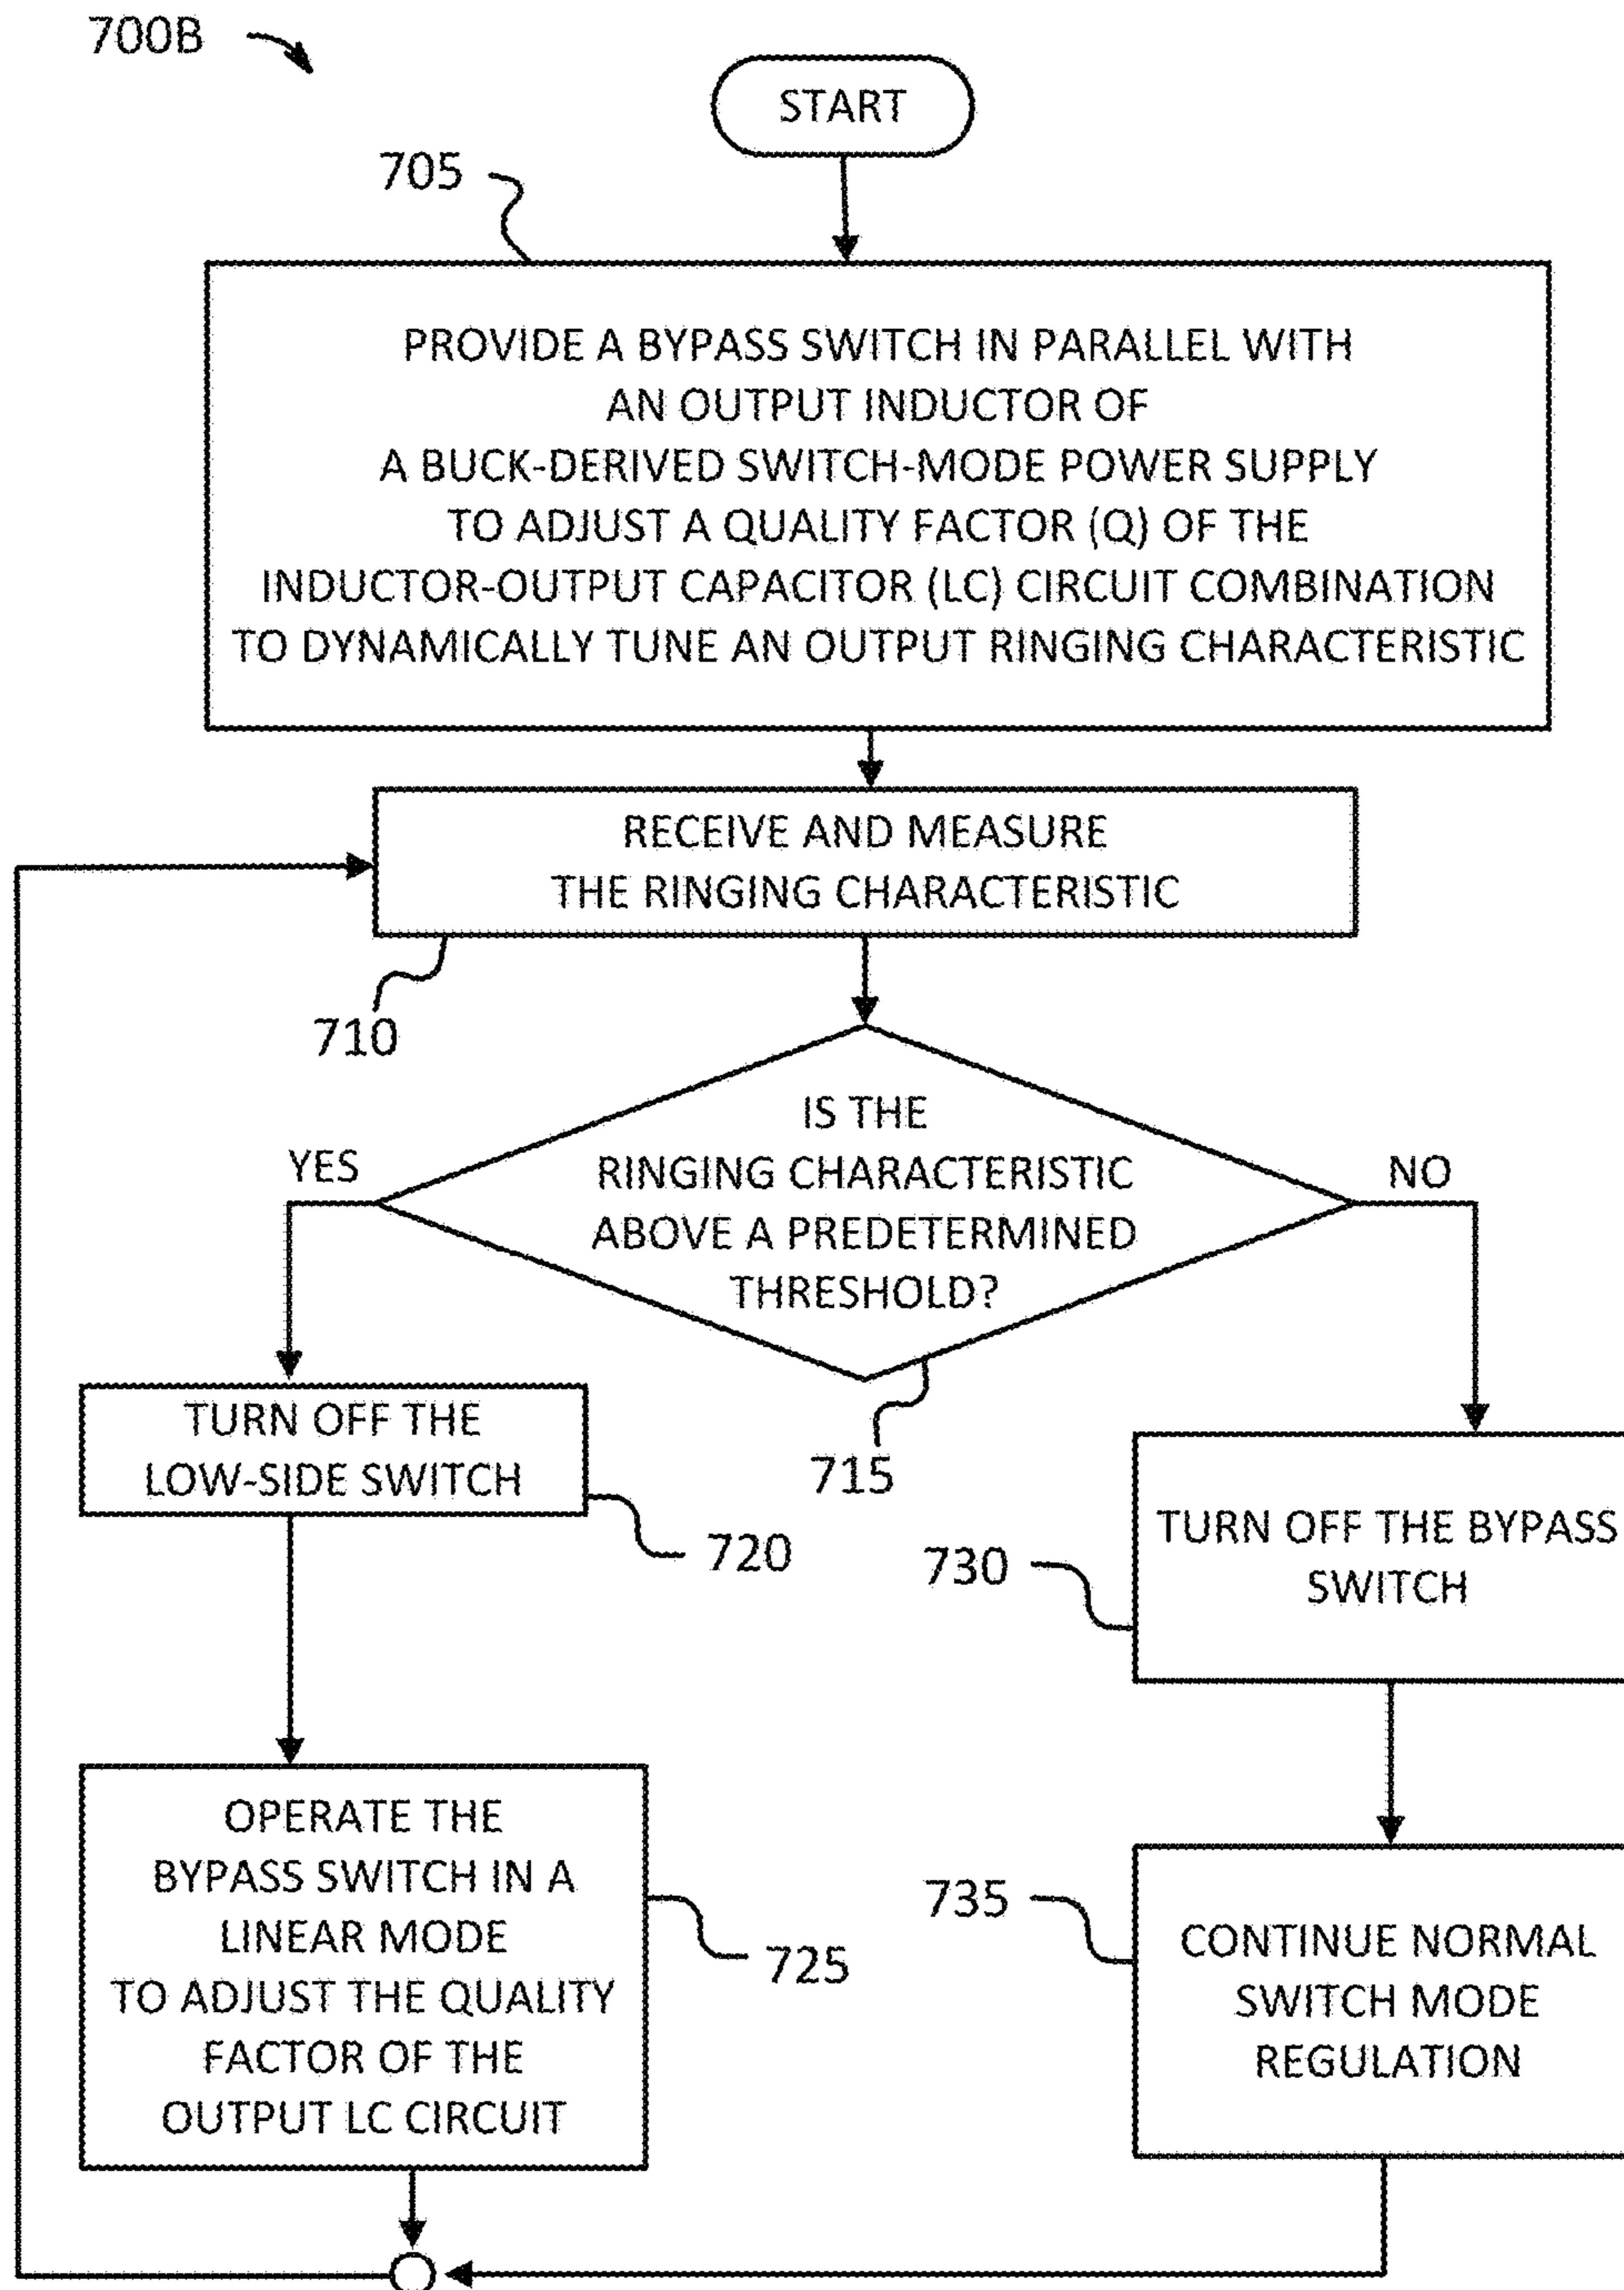 700B
START
705
PROVIDE A BYPASS SWITCH IN PARALLEL WITH
AN OUTPUT INDUCTOR OF
A BUCK-DERIVED SWITCH-MODE POWER SUPPLY
TO ADJUST A QUALITY FACTOR (Q) OF THE
INDUCTOR-OUTPUT CAPACITOR (LC) CIRCUIT COMBINATION
TO DYNAMICALLY TUNE AN OUTPUT RINGING CHARACTERISTIC
RECEIVE AND MEASURE
THE RINGING CHARACTERISTIC
710
IS THE
RINGING CHARACTERISTIC
ABOVE A PREDETERMINED
THRESHOLD?
YES
NO
715
TURN OFF THE
LOW-SIDE SWITCH
720
TURN OFF THE BYPASS
SWITCH
730
OPERATE THE
BYPASS SWITCH IN A
LINEAR MODE
TO ADJUST THE QUALITY
FACTOR OF THE
OUTPUT LC CIRCUIT
725
735
CONTINUE NORMAL
SWITCH MODE
REGULATION